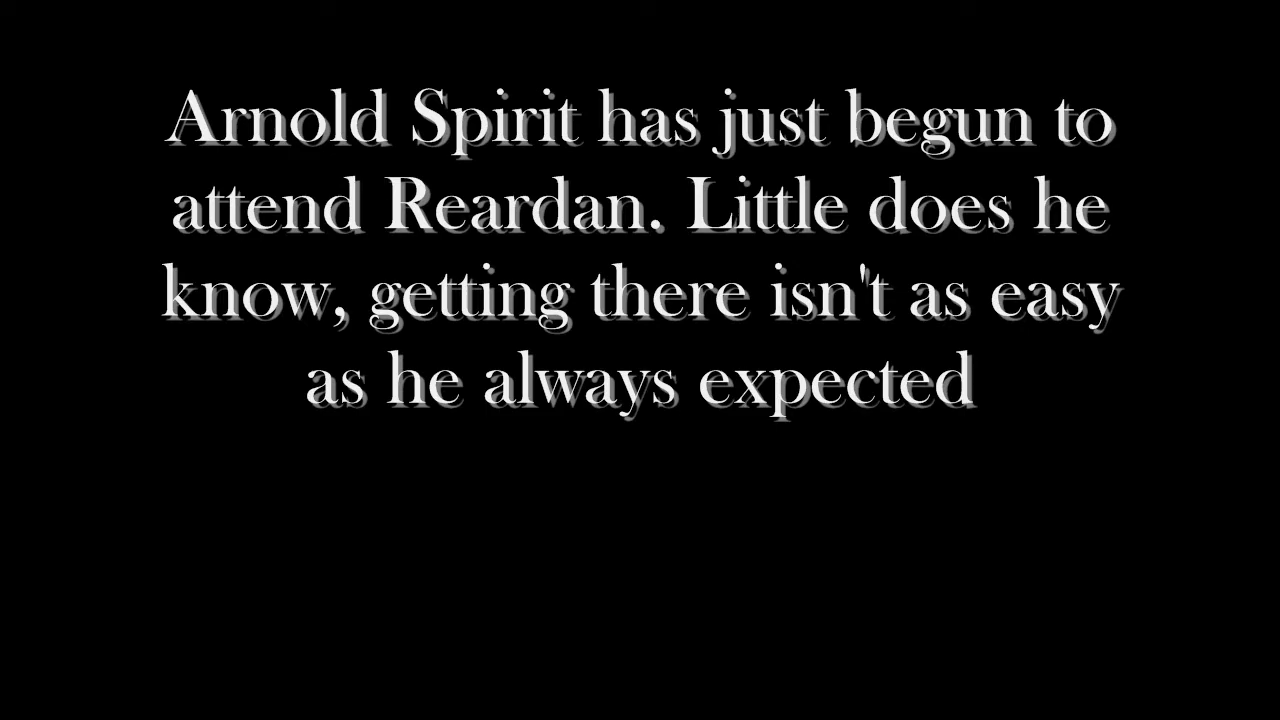 Arnold Spirit has just begun to
attend Reardan. Little does he
know, getting there isn't as easy
as he always expected